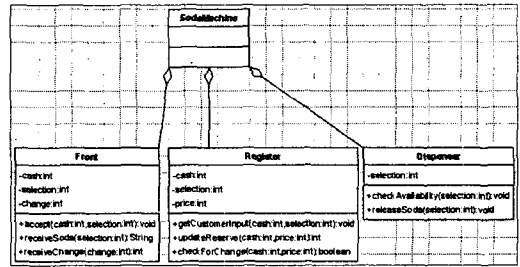 SodaMachine
Front
-cash:int
-selection:int
-change:int
+accept(cash:int,selection:int):void
+receiveSoda(selection:int):String
+receiveChange(change:int):int
Register
-cash:int
-selection:int
-price:int
+getCustomerInput(cash:int,selection:int):void
+updateReserve(cash:int,price:int):int
+checkForChange(cash:int,price:int):boolean
Dispenser
-selection:int
+checkAvailability(selection:int):void
+releaseSoda(selection:int):void